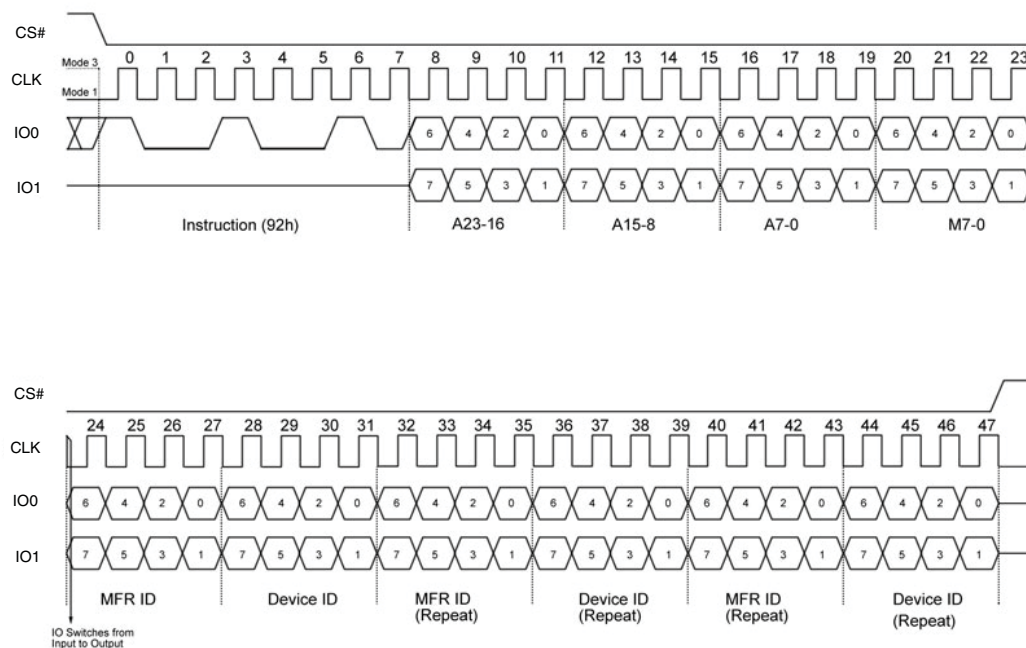 CS#
Mode 3
0 1 2 3 4 5 6 7 8 9 10 11 12 13 14 15 16 17 18 19 20 21 22 23
CLK
Mode 1
IO0
6 4 2 0 6 4 2 0 6 4 2 0 6 4 2 0
IO1
7 5 3 1 7 5 3 1 7 5 3 1 7 5 3 1
Instruction (92h) A23-16 A15-8 A7-0 M7-0
CS#
24 25 26 27 28 29 30 31 32 33 34 35 36 37 38 39 40 41 42 43 44 45 46 47
CLK
IO0
6 4 2 0 6 4 2 0 6 4 2 0 6 4 2 0 6 4 2 0 6 4 2 0
IO1
7 5 3 1 7 5 3 1 7 5 3 1 7 5 3 1 7 5 3 1 7 5 3 1
MFR ID Device ID MFR ID Device ID MFR ID Device ID
(Repeat) (Repeat) (Repeat) (Repeat)
IO Switches from
Input to Output